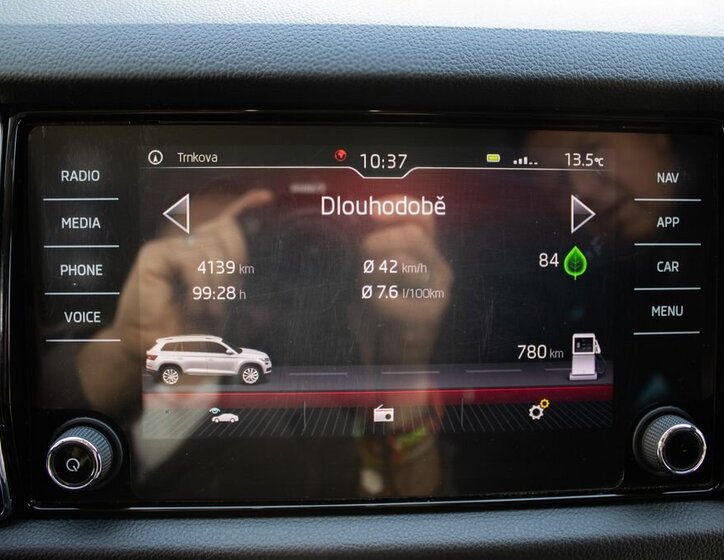 Trnkova 10:37 13.5°C
RADIO
MEDIA
PHONE
VOICE
Dlouhodobě
4139 km
99:28 h
Ø 42 km/h
Ø 7.6 l/100km
84
780 km
NAV
APP
CAR
MENU